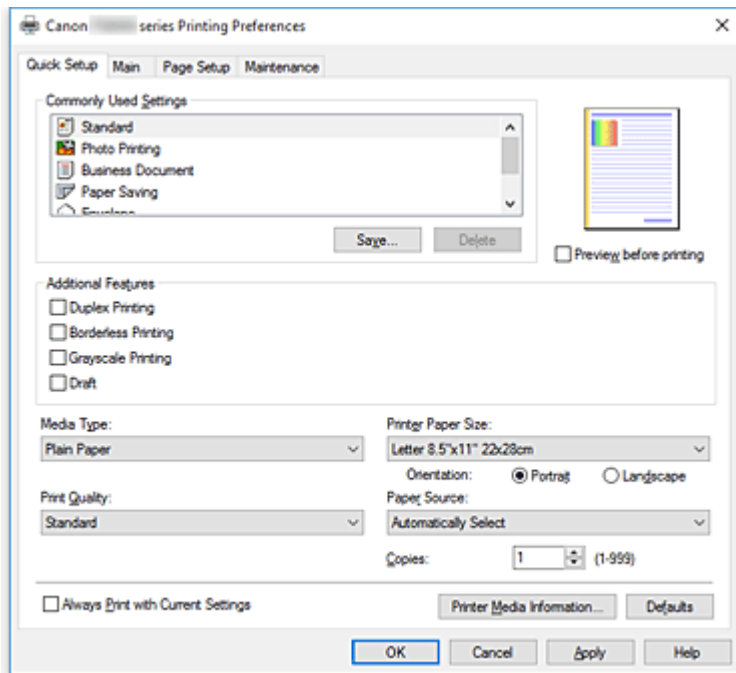 Canon series Printing Preferences
Quick Setup Main Page Setup Maintenance
Commonly Used Settings
Standard
Photo Printing
Business Document
Paper Saving
Envelope
Save... Delete
Preview before printing
Additional Features
Duplex Printing
Borderless Printing
Grayscale Printing
Draft
Media Type: Printer Paper Size:
Plain Paper Letter 8.5"x11" 22x28cm
Orientation: Portrait Landscape
Print Quality: Paper Source:
Standard Automatically Select
Copies: 1 (1-999)
Always Print with Current Settings Printer Media Information... Defaults
OK Cancel Apply Help